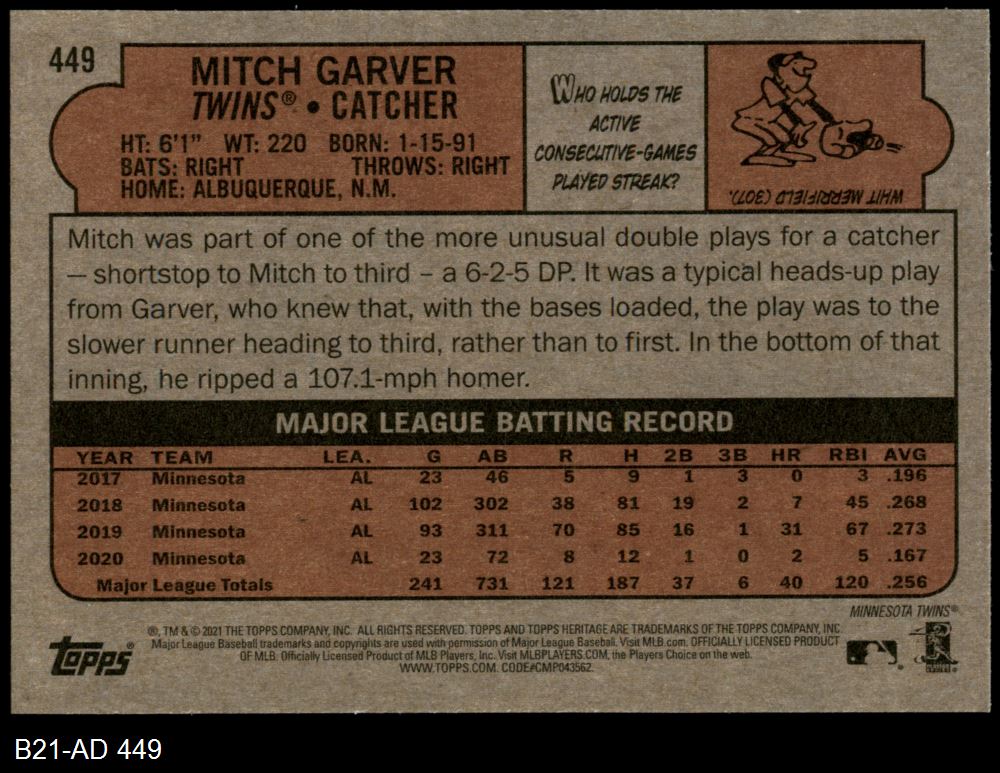 449
MITCH GARVER
TWINS® • CATCHER
HT: 6'1" WT: 220 BORN: 1-15-91
BATS: RIGHT THROWS: RIGHT
HOME: ALBUQUERQUE, N.M.
WHO HOLDS THE
ACTIVE
CONSECUTIVE-GAMES
PLAYED STREAK?
WHIT MERRIFIELD (307).
Mitch was part of one of the more unusual double plays for a catcher
— shortstop to Mitch to third – a 6-2-5 DP. It was a typical heads-up play
from Garver, who knew that, with the bases loaded, the play was to the
slower runner heading to third, rather than to first. In the bottom of that
inning, he ripped a 107.1-mph homer.
MAJOR LEAGUE BATTING RECORD
YEAR TEAM LEA. G AB R H 2B 3B HR RBI AVG
2017 Minnesota AL 23 46 5 9 1 3 0 3 .196
2018 Minnesota AL 102 302 38 81 19 2 7 45 .268
2019 Minnesota AL 93 311 70 85 16 1 31 67 .273
2020 Minnesota AL 23 72 8 12 1 0 2 5 .167
Major League Totals 241 731 121 187 37 6 40 120 .256
MINNESOTA TWINS®
®, TM & © 2021 THE TOPPS COMPANY, INC. ALL RIGHTS RESERVED. TOPPS AND TOPPS HERITAGE ARE TRADEMARKS OF THE TOPPS COMPANY, INC.
Major League Baseball trademarks and copyrights are used with permission of Major League Baseball. Visit MLB.com. OFFICIALLY LICENSED PRODUCT
OF MLB. Officially Licensed Product of MLB Players, Inc. Visit MLBPLAYERS.COM, the Players Choice on the web.
WWW.TOPPS.COM. CODE#CMP043562.
topps®
B21-AD 449